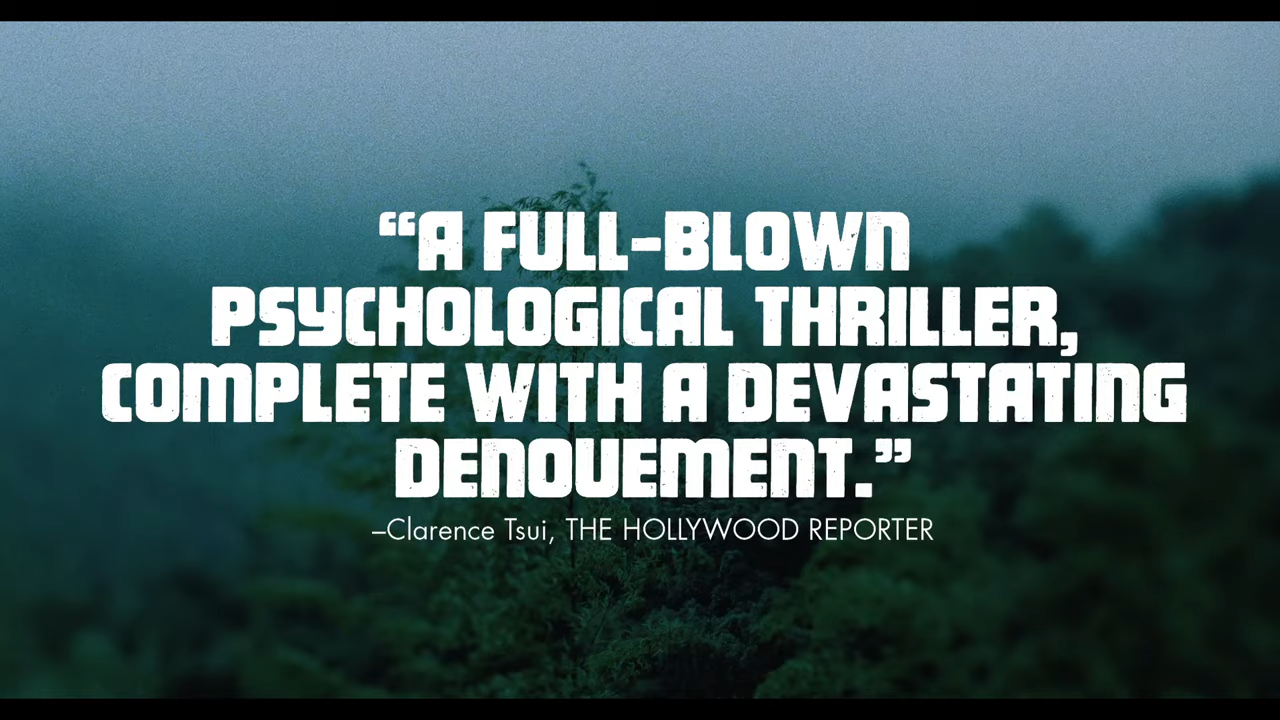 “A FULL-BLOWN
PSYCHOLOGICAL THRILLER,
COMPLETE WITH A DEVASTATING
DENOUEMENT.”
–Clarence Tsui, THE HOLLYWOOD REPORTER